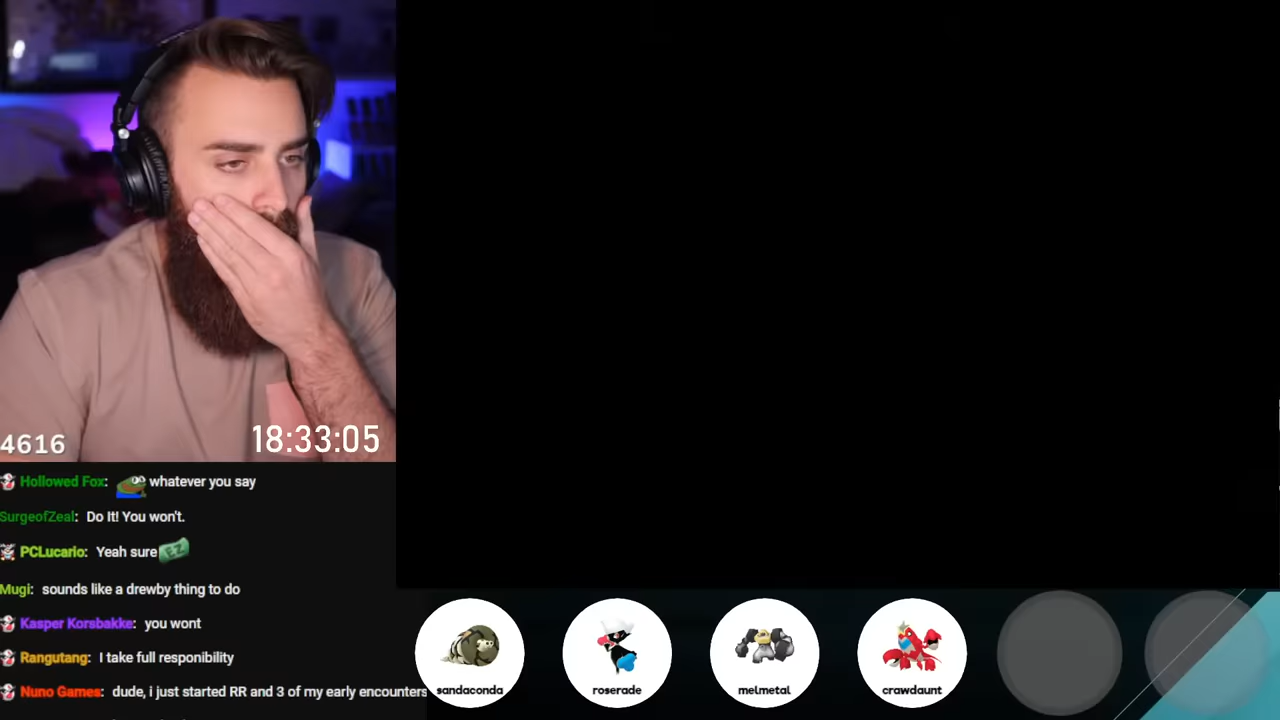 4616
18:33:05
Hollowed Fox: whatever you say
SurgeofZeal: Do It! You won't.
PCLucario: Yeah sure EZ
Mugi: sounds like a drewby thing to do
Kasper Korsbakke: you wont
Rangutang: I take full responibility
Nuno Games: dude, i just started RR and 3 of my early encounters
sandaconda
roserade
melmetal
crawdaunt